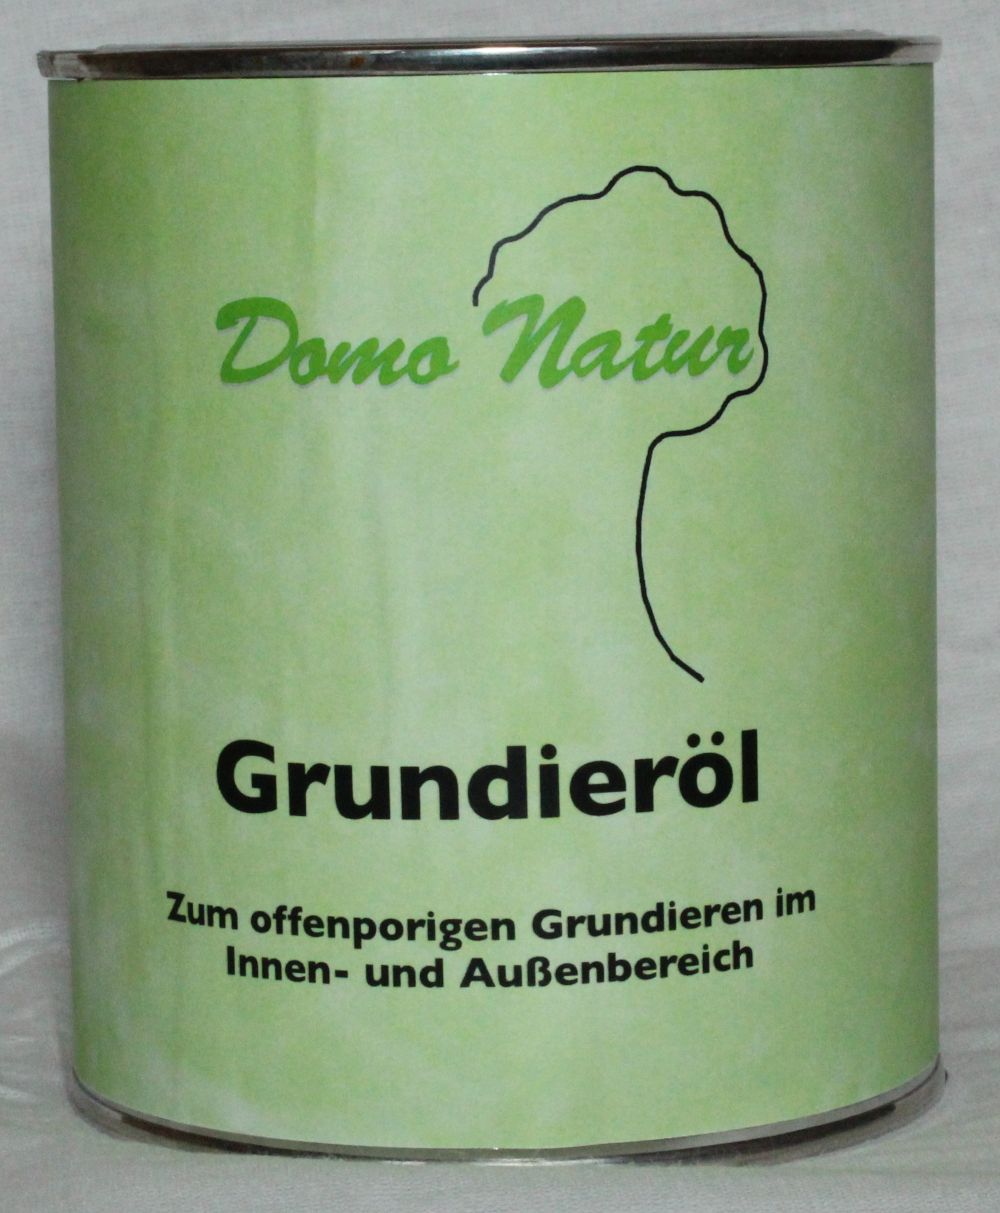 Domo Natur
Grundieröl
Zum offenporigen Grundieren im
Innen- und Außenbereich